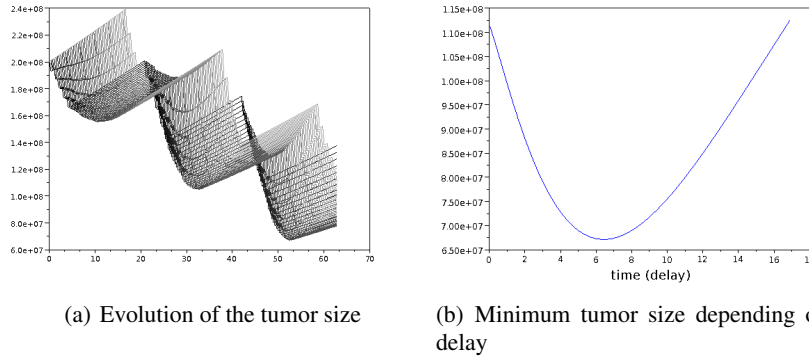 2.4e+08
2.2e+08
2.0e+08
1.8e+08
1.6e+08
1.4e+08
1.2e+08
1.0e+08
8.0e+07
6.0e+07
0 10 20 30 40 50 60 70
(a) Evolution of the tumor size
1.15e+08
1.10e+08
1.05e+08
1.00e+08
9.50e+07
9.00e+07
8.50e+07
8.00e+07
7.50e+07
7.00e+07
6.50e+07
0 2 4 6 8 10 12 14 16
time (delay)
(b) Minimum tumor size depending
delay